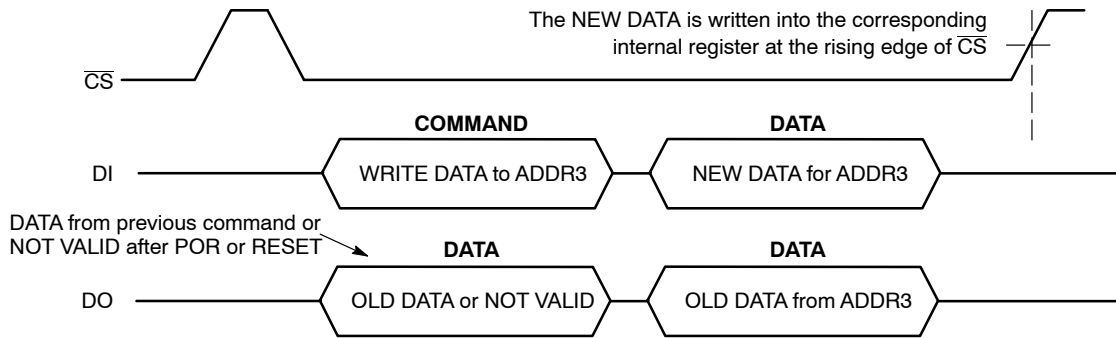 The NEW DATA is written into the corresponding
internal register at the rising edge of C̅S̅
C̅S̅
COMMAND
DATA
DI
WRITE DATA to ADDR3
NEW DATA for ADDR3
DATA from previous command or
NOT VALID after POR or RESET
DATA
DATA
DO
OLD DATA or NOT VALID
OLD DATA from ADDR3